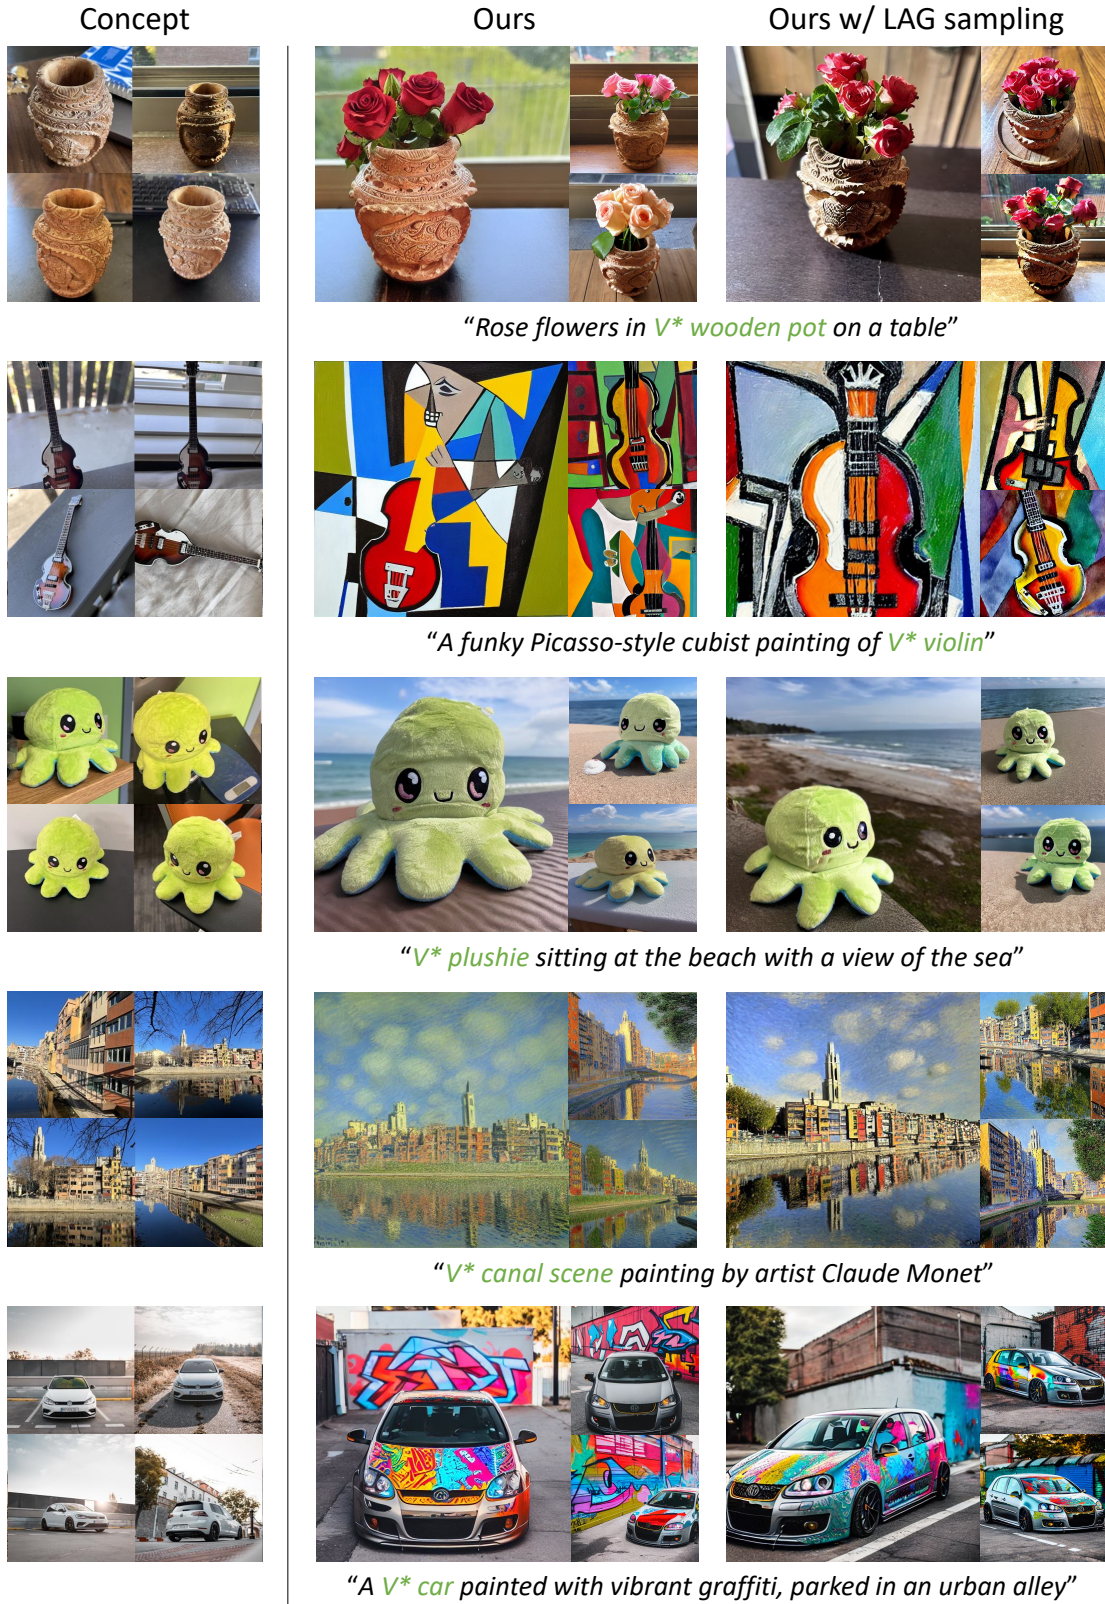 Concept
Ours
Ours w/ LAG sampling
“Rose flowers in V* wooden pot on a table”
“A funky Picasso-style cubist painting of V* violin”
“V* plushie sitting at the beach with a view of the sea”
“V* canal scene painting by artist Claude Monet”
“A V* car painted with vibrant graffiti, parked in an urban alley”